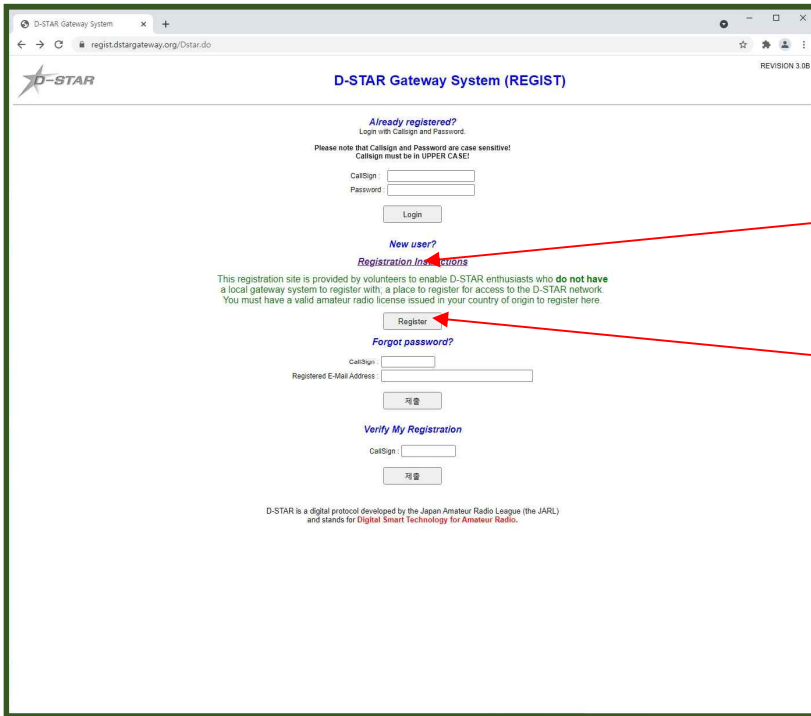 D-STAR Gateway System
regist.dstargateway.org/Dstar.do
REVISION 3.0B
D-STAR
D-STAR Gateway System (REGIST)
Already registered?
Login with Callsign and Password.
Please note that Callsign and Password are case sensitive!
Callsign must be in UPPER CASE!
CallSign :
Password :
Login
New user?
Registration Instructions
This registration site is provided by volunteers to enable D-STAR enthusiasts who do not have
a local gateway system to register with, a place to register for access to the D-STAR network.
You must have a valid amateur radio license issued in your country of origin to register here.
Register
Forgot password?
CallSign :
Registered E-Mail Address :
제출
Verify My Registration
CallSign :
제출
D-STAR is a digital protocol developed by the Japan Amateur Radio League (the JARL)
and stands for Digital Smart Technology for Amateur Radio.